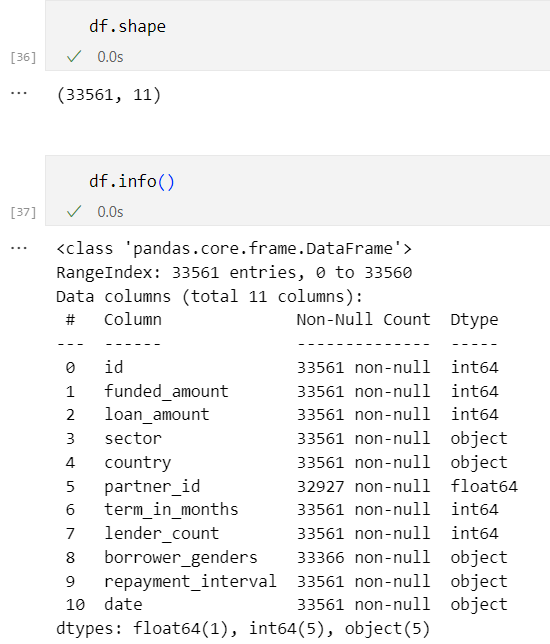 df.shape
[36]
0.0s
...
(33561, 11)
df.info()
[37]
0.0s
...
<class 'pandas.core.frame.DataFrame'>
RangeIndex: 33561 entries, 0 to 33560
Data columns (total 11 columns):
 #   Column              Non-Null Count  Dtype
---  ------              --------------  -----
 0   id                  33561 non-null  int64
 1   funded_amount       33561 non-null  int64
 2   loan_amount         33561 non-null  int64
 3   sector              33561 non-null  object
 4   country             33561 non-null  object
 5   partner_id          32927 non-null  float64
 6   term_in_months      33561 non-null  int64
 7   lender_count        33561 non-null  int64
 8   borrower_genders    33366 non-null  object
 9   repayment_interval  33561 non-null  object
 10  date                33561 non-null  object
dtypes: float64(1), int64(5), object(5)